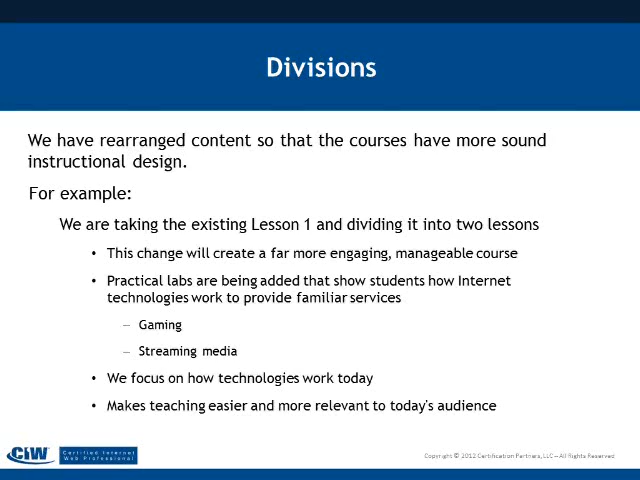 Divisions
We have rearranged content so that the courses have more sound
instructional design.
For example:
We are taking the existing Lesson 1 and dividing it into two lessons
• This change will create a far more engaging, manageable course
• Practical labs are being added that show students how Internet
technologies work to provide familiar services
– Gaming
– Streaming media
• We focus on how technologies work today
• Makes teaching easier and more relevant to today's audience
CIW
Certified Internet
Web Professional
Copyright © 2012 Certification Partners, LLC – All Rights Reserved